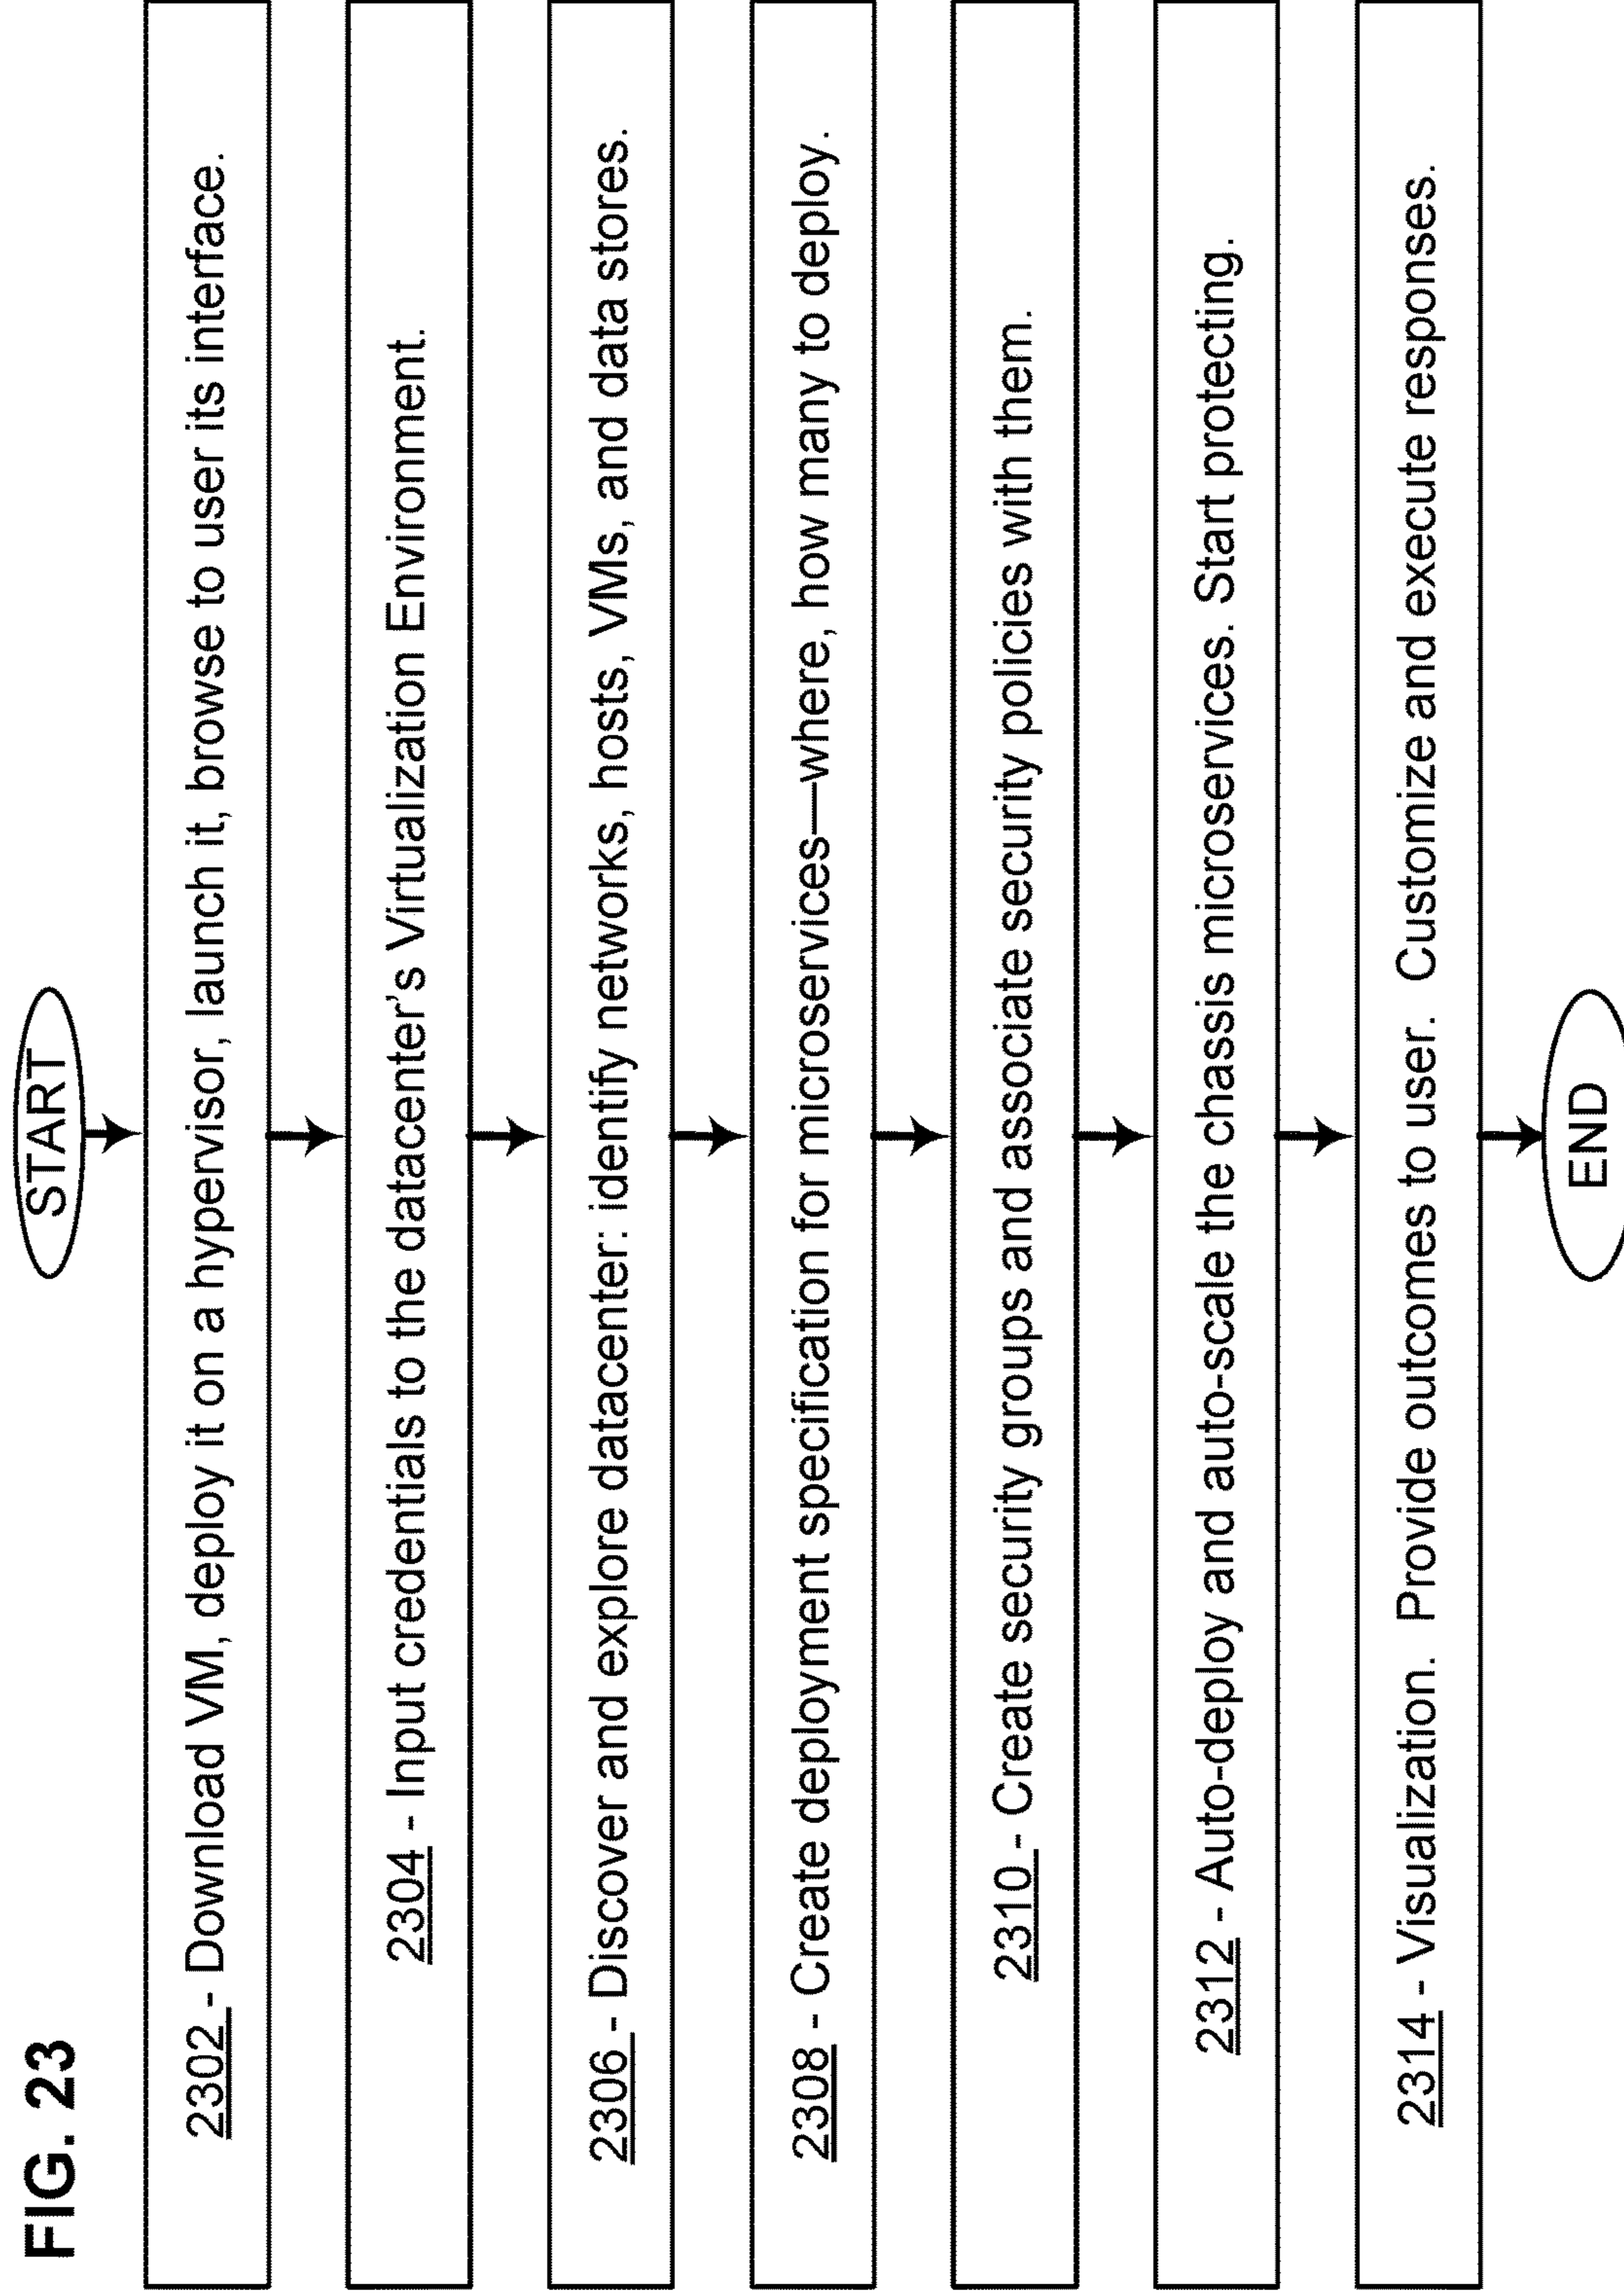 FIG. 23
START
2302 - Download VM, deploy it on a hypervisor, launch it, browse to user its interface.
2304 - Input credentials to the datacenter's Virtualization Environment.
2306 - Discover and explore datacenter: identify networks, hosts, VMs, and data stores.
2308 - Create deployment specification for microservices—where, how many to deploy.
2310 - Create security groups and associate security policies with them.
2312 - Auto-deploy and auto-scale the chassis microservices. Start protecting.
2314 - Visualization. Provide outcomes to user. Customize and execute responses.
END